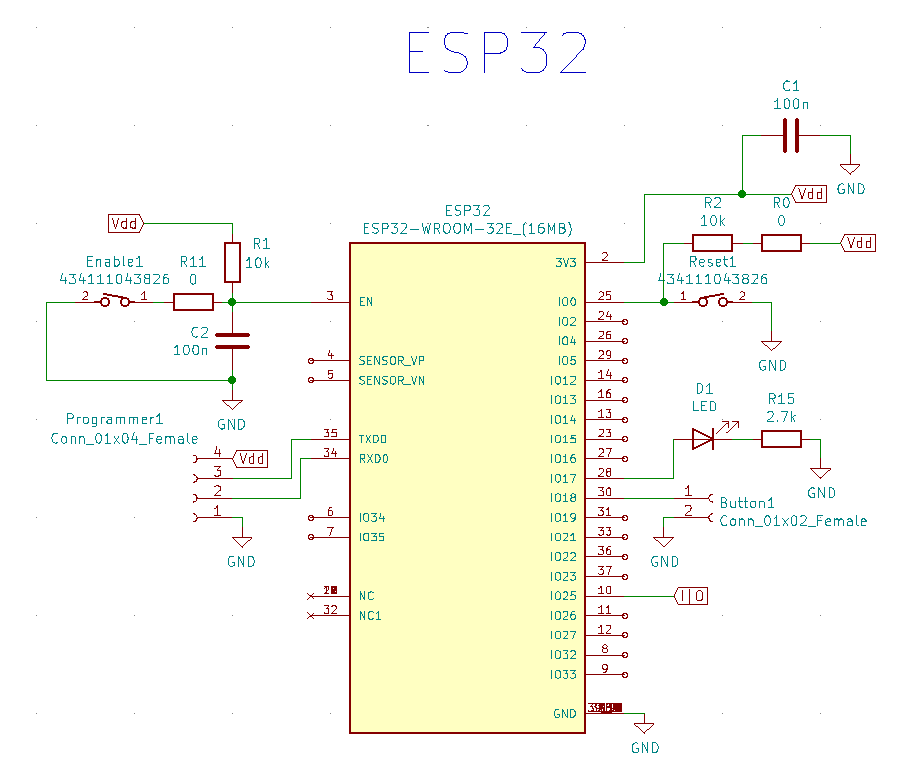 ESP32
C1
100n
GND
Vdd
ESP32
ESP32-WROOM-32E_(16MB)
R2
10k
R0
0
Vdd
Vdd
R1
10k
Enable1
434111043826
2 1
R11
0
C2
100n
GND
Reset1
434111043826
1 2
GND
Programmer1
Conn_01x04_Female
4 Vdd
3
2
1
GND
3 EN
4 SENSOR_VP
5 SENSOR_VN
35 TXD0
34 RXD0
6 IO34
7 IO35
NC
32 NC1
3V3 2
IO0 25
IO2 24
IO4 26
IO5 29
IO12 14
IO13 16
IO14 13
IO15 23
IO16 27
IO17 28
IO18 30
IO19 31
IO21 33
IO22 36
IO23 37
IO25 10
IO26 11
IO27 12
IO32 8
IO33 9
GND
D1
LED
R15
2.7k
GND
1
2
Button1
Conn_01x02_Female
GND
I|O
GND